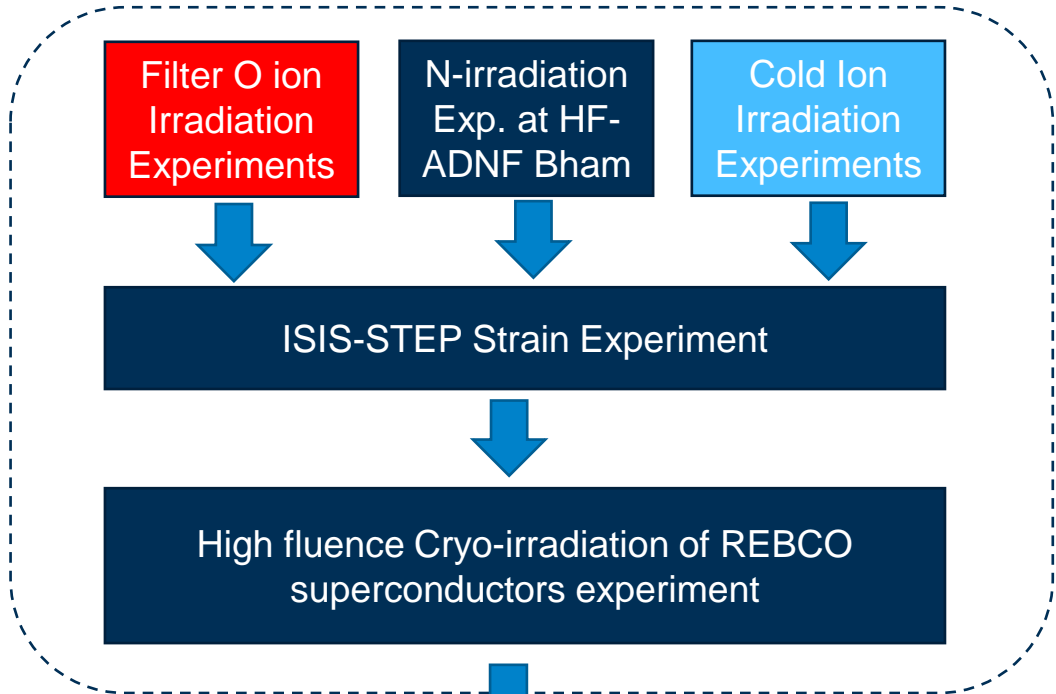 Filter O ion
Irradiation
Experiments
N-irradiation
Exp. at HF-
ADNF Bham
Cold Ion
Irradiation
Experiments
ISIS-STEP Strain Experiment
High fluence Cryo-irradiation of REBCO
superconductors experiment